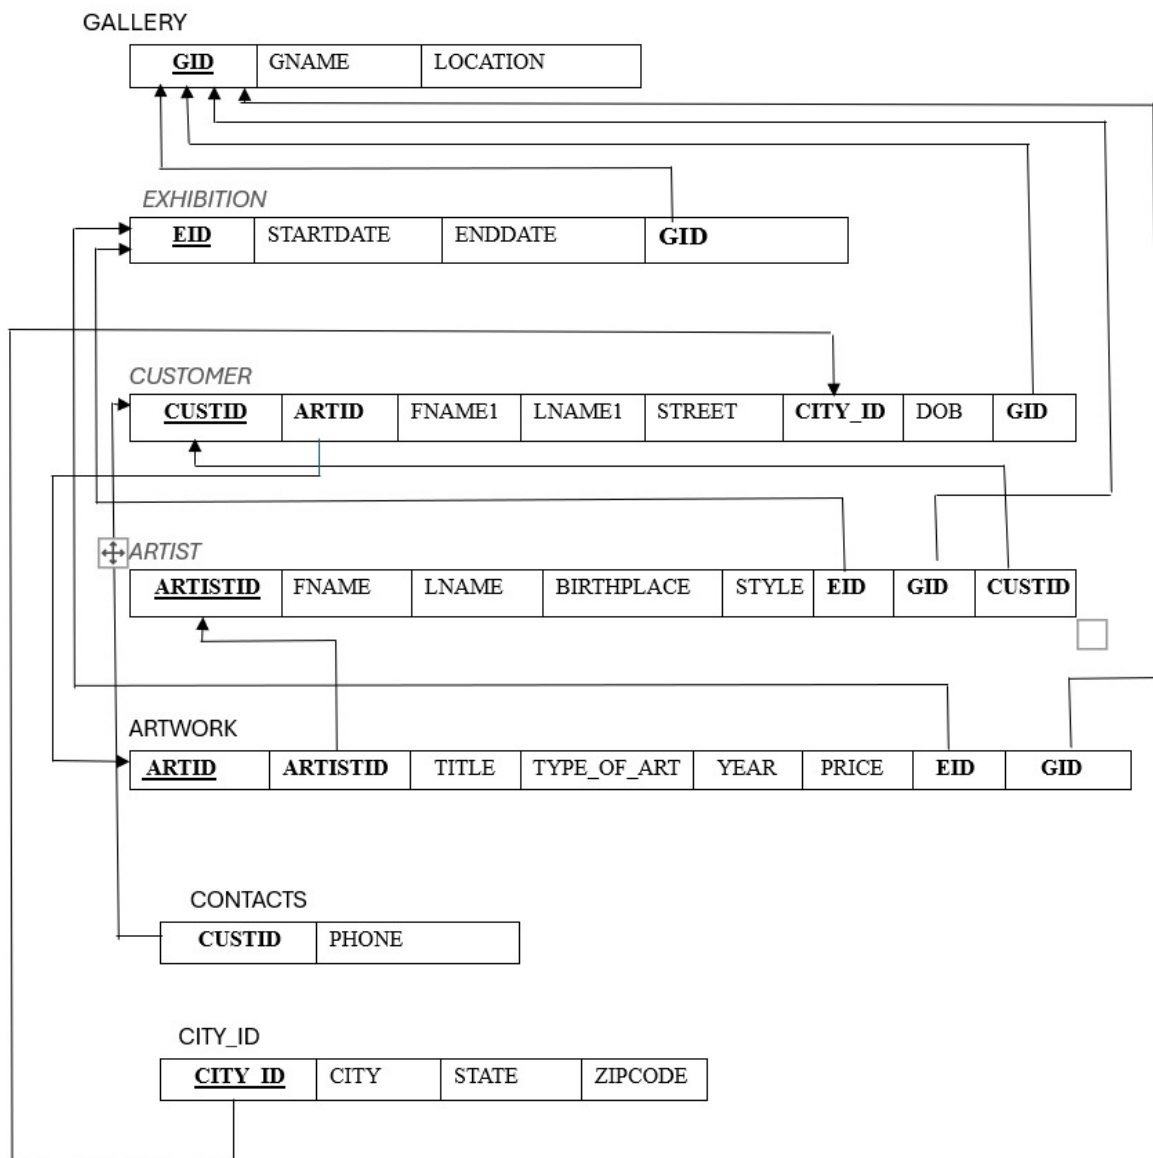 GALLERY
GID GNAME LOCATION
EXHIBITION
EID STARTDATE ENDDATE GID
CUSTOMER
CUSTID ARTID FNAME1 LNAME1 STREET CITY_ID DOB GID
ARTIST
ARTISTID FNAME LNAME BIRTHPLACE STYLE EID GID CUSTID
ARTWORK
ARTID ARTISTID TITLE TYPE_OF_ART YEAR PRICE EID GID
CONTACTS
CUSTID PHONE
CITY_ID
CITY_ID CITY STATE ZIPCODE